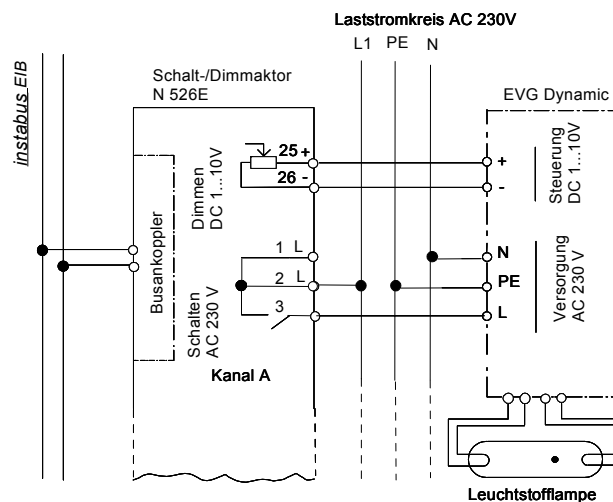 Laststromkreis AC 230V
L1 PE N
instabus EIB
Schalt-/Dimmaktor
N 526E
EVG Dynamic
Busankoppler
Dimmen
DC 1...10V
25 +
26 -
+
-
Steuerung
DC 1...10V
Schalten
AC 230 V
1 L
2 L
3
N
PE
L
Versorgung
AC 230 V
Kanal A
Leuchtstofflampe